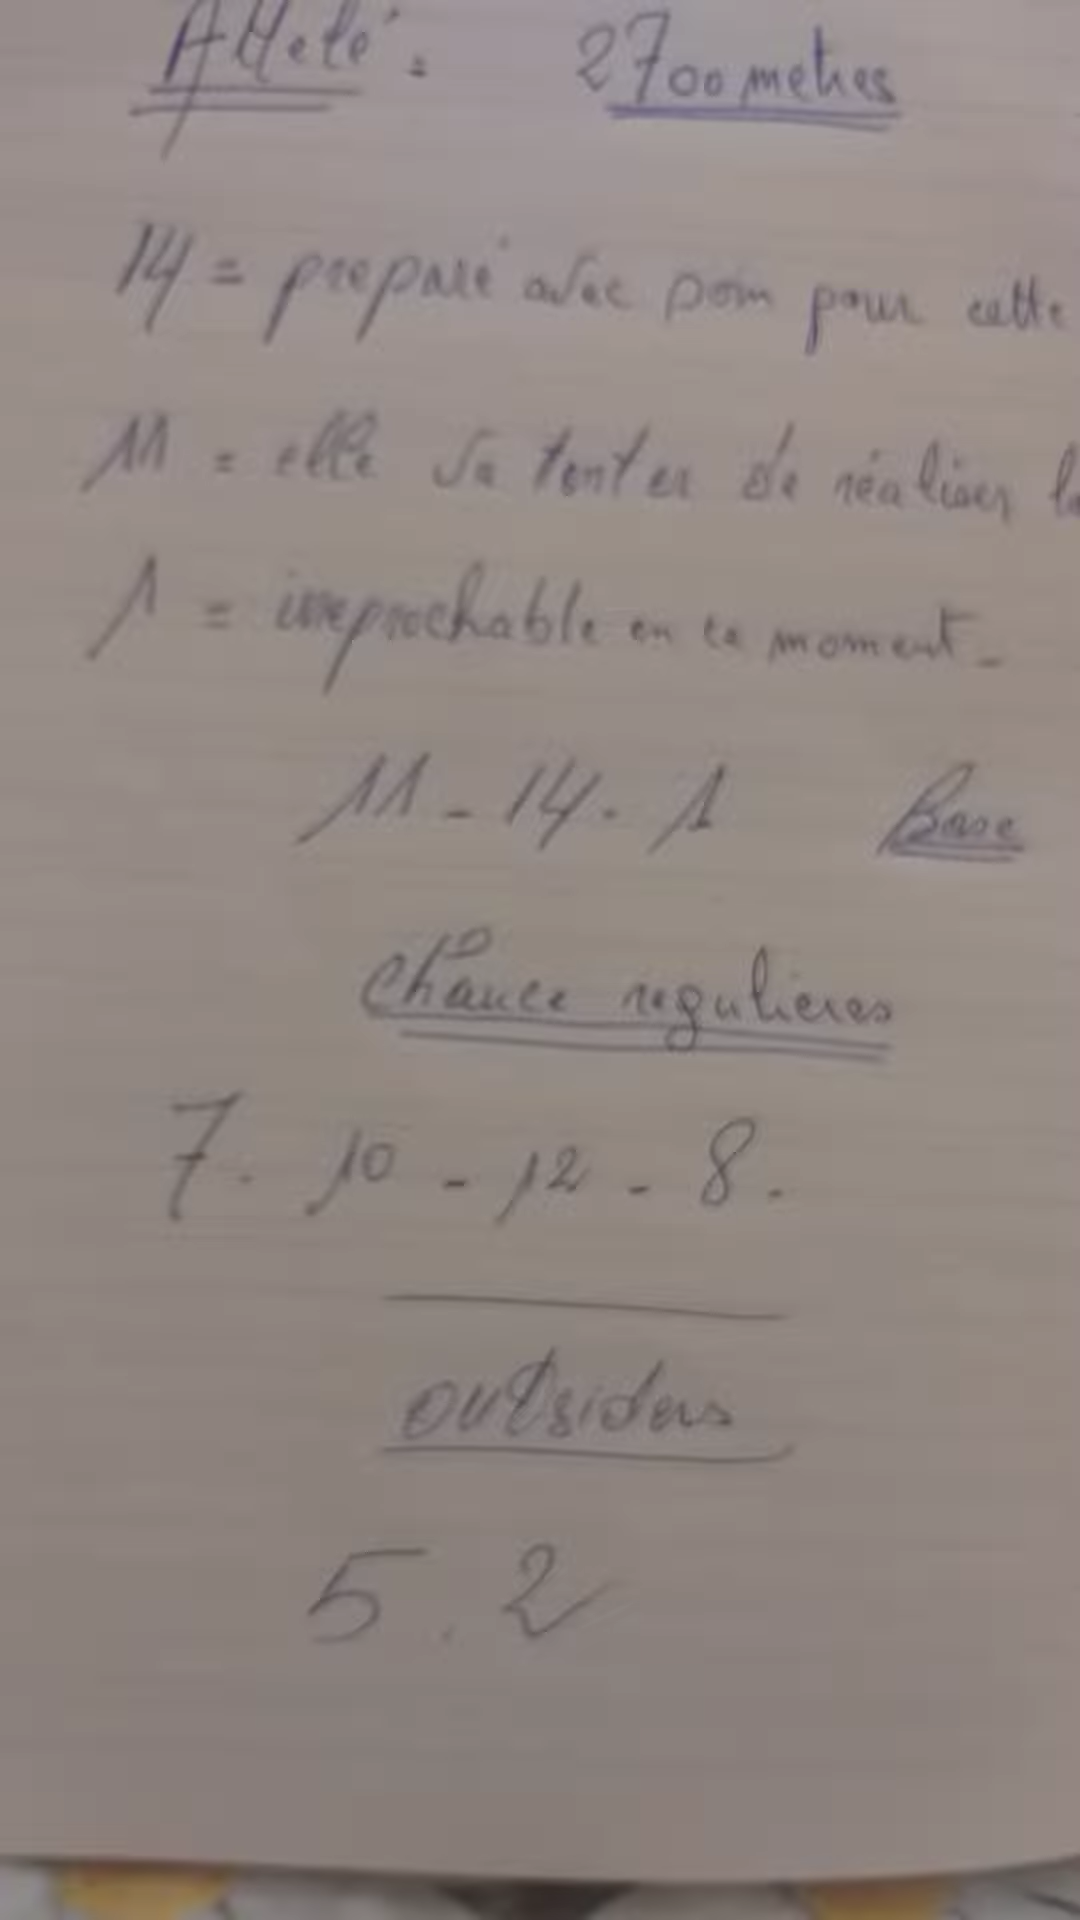 Attelé : 2700 metres
14 = preparé avec soin pour cette
11 = elle va tenter de réaliser
1 = irreprochable en ce moment -
11 - 14 . 1 Base
Chance regulieres
7 . 10 - 12 - 8 .
outsiders
5 . 2